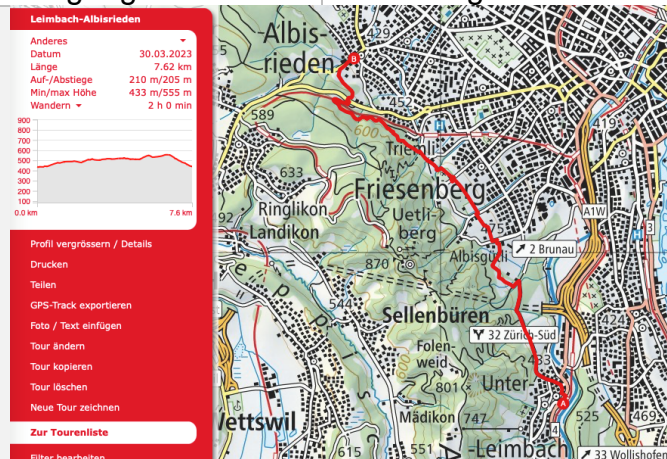 Leimbach-Albisrieden
Anderes
Datum 30.03.2023
Länge 7.62 km
Auf-/Abstiege 210 m/205 m
Min/max Höhe 433 m/555 m
Wandern 2 h 0 min
900
800
700
600
500
400
300
200
100
0.0 km 7.6 km
Profil vergrössern / Details
Drucken
Teilen
GPS-Track exportieren
Foto / Text einfügen
Tour ändern
Tour kopieren
Tour löschen
Neue Tour zeichnen
Zur Tourenliste
Filter bearbeiten
Albis-
rieden
429
B
452
589
600
Triemli
633
Friesenberg
Ringlikon
Uetli-
berg
Landikon
475
A1W
3
2 Brunau
870
Albisgütli
544
Sellenbüren
32 Zürich-Süd
424
Folen-
weid
433
801
Unter-
A
Mädikon
747
525
469
4
-Leimbach
615
551
33 Wollishofen